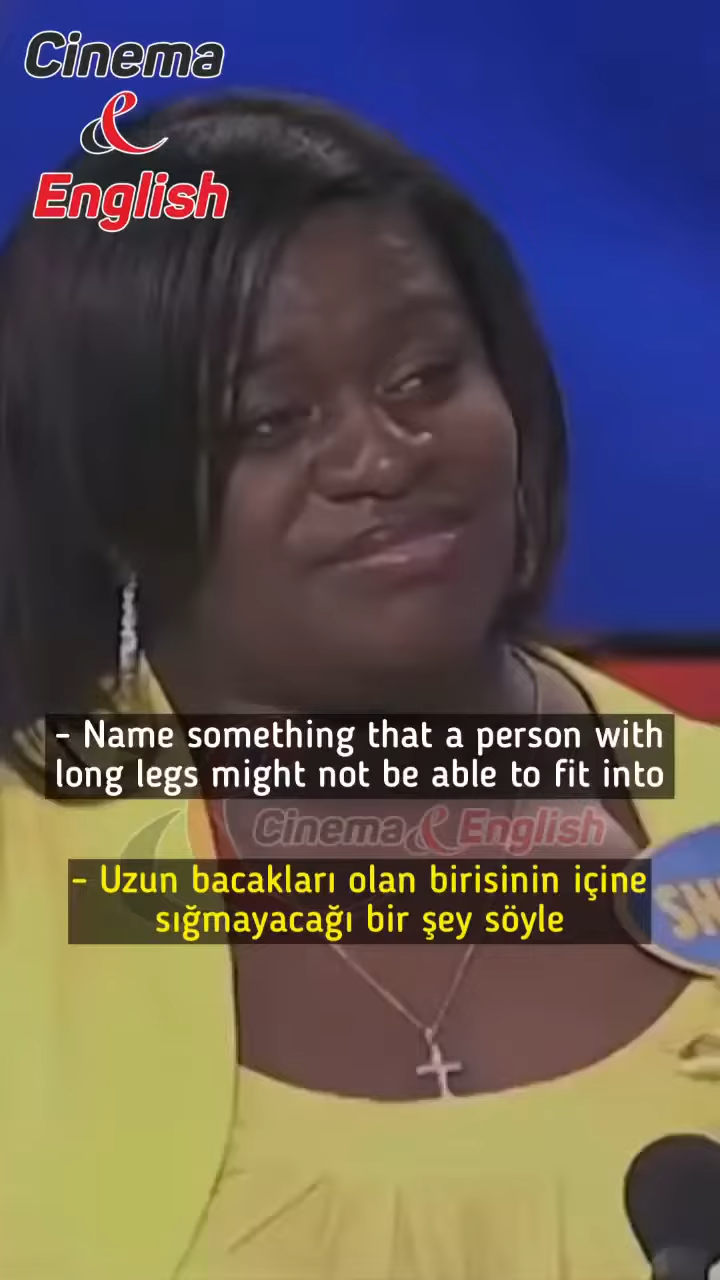 Cinema
&
English
- Name something that a person with
long legs might not be able to fit into
Cinema & English
- Uzun bacakları olan birisinin içine
sığmayacağı bir şey söyle